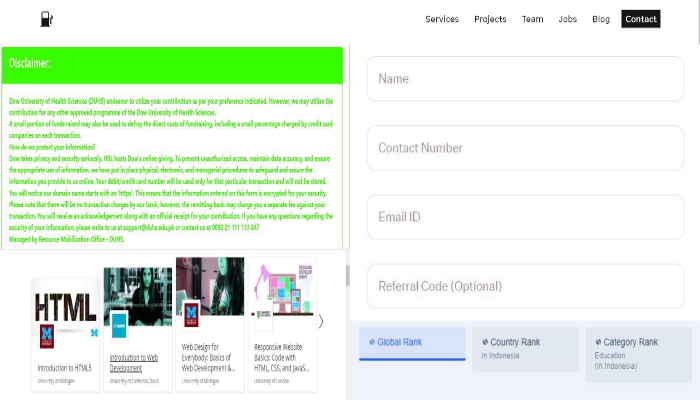 Services Projects Team Jobs Blog Contact
Disclaimer:
Dow University of Health Sciences (DUHS) endeavor to utilize your contribution as per your preference indicated. However, we may utilise the
contribution for any other approved programme of the Dow University of Health Sciences.
A small portion of funds raised may also be used to defray the direct costs of fundraising, including a small percentage charged by credit card
companies on each transaction.
How do we protect your information?
Dow takes privacy and security seriously. HSL hosts Dow's online giving. To prevent unauthorized access, maintain data accuracy, and ensure
the appropriate use of information, we have put in place physical, electronic, and managerial procedures to safeguard and secure the
information you provide to us online. Your debit/credit card number will be used only for that particular transaction and will not be stored.
You will notice our domain name starts with an 'https'. This means that the information entered on this form is encrypted for your security.
Please note that there will be no transaction charges by our bank; however, the remitting bank may charge you a separate fee against your
transaction. You will receive an acknowledgement along with an official receipt for your contribution. If you have any questions regarding the
security of your information, please write to us at support@duhs.edu.pk or contact us at 0092 21 111 113 847
Managed by Resource Mobilization Office - DUHS.
Name
Contact Number
Email ID
Referral Code (Optional)
HTML
Introduction to HTML5
University of Michigan
Introduction to Web
Development
University of California, Davis
Web Design for
Everybody: Basics of
Web Development &...
University of Michigan
Responsive Website
Basics: Code with
HTML, CSS, and JavaS...
University of London
Global Rank
Country Rank
In Indonesia
Category Rank
Education
(In Indonesia)